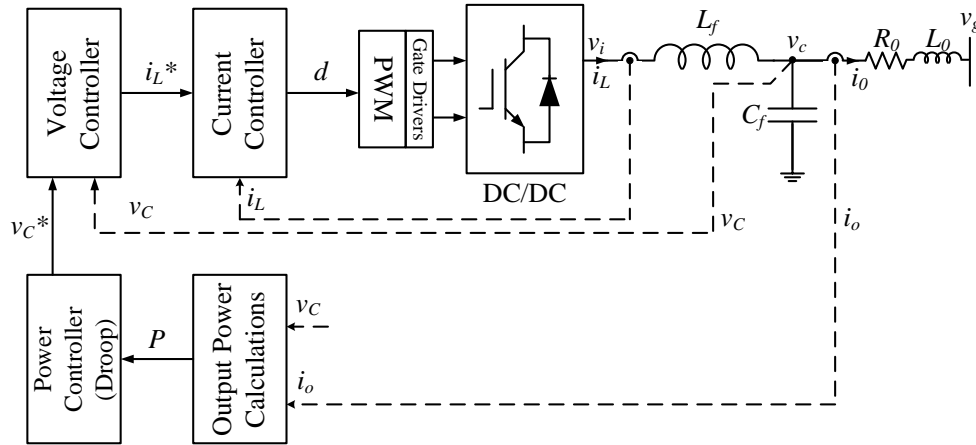 Voltage
Controller
i_L*
Current
Controller
d
PWM
Gate Drivers
DC/DC
v_i
i_L
L_f
v_c
i_0
R_0
L_0
v_g
C_f
i_L
v_C
v_C
i_o
v_C*
Power
Controller
(Droop)
P
Output Power
Calculations
v_C
i_o